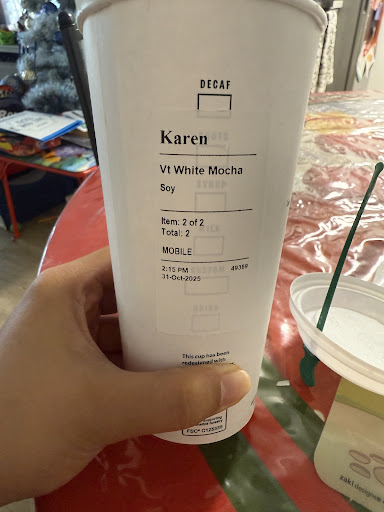 DECAF
Karen
Vt White Mocha
Soy
Item: 2 of 2
Total: 2
MOBILE
2:15 PM 49369
31-Oct-2025
This cup has been